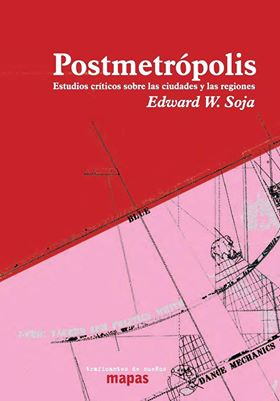 Postmetrópolis
Estudios críticos sobre las ciudades y las regiones
Edward W. Soja
BLUE
DANCE MECHANICS
traficantes de sueños
mapas